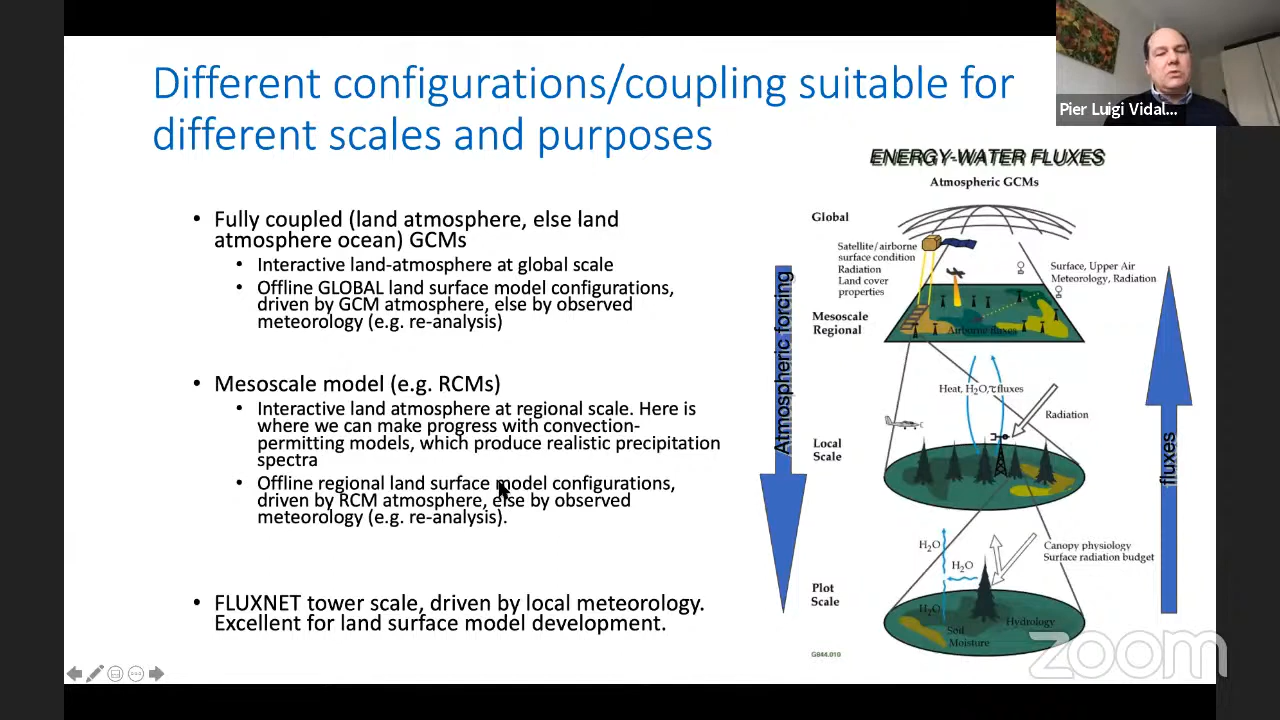 Different configurations/coupling suitable for
different scales and purposes
Pier Luigi Vidal...
• Fully coupled (land atmosphere, else land
atmosphere ocean) GCMs
• Interactive land-atmosphere at global scale
• Offline GLOBAL land surface model configurations,
driven by GCM atmosphere, else by observed
meteorology (e.g. re-analysis)
• Mesoscale model (e.g. RCMs)
• Interactive land atmosphere at regional scale. Here is
where we can make progress with convection-
permitting models, which produce realistic precipitation
spectra
• Offline regional land surface model configurations,
driven by RCM atmosphere, else by observed
meteorology (e.g. re-analysis).
• FLUXNET tower scale, driven by local meteorology.
Excellent for land surface model development.
ENERGY-WATER FLUXES
Atmospheric GCMs
Global
Satellite/airborne
surface condition
Radiation
Land cover
properties
Surface, Upper Air
Meteorology, Radiation
Mesoscale
Regional
Airborne fluxes
Atmospheric forcing
fluxes
Heat, H₂O, τ fluxes
Radiation
Local
Scale
H₂O
H₂O
Canopy physiology
Surface radiation budget
Plot
Scale
H₂O
Hydrology
Soil
Moisture
G844.010
zoom